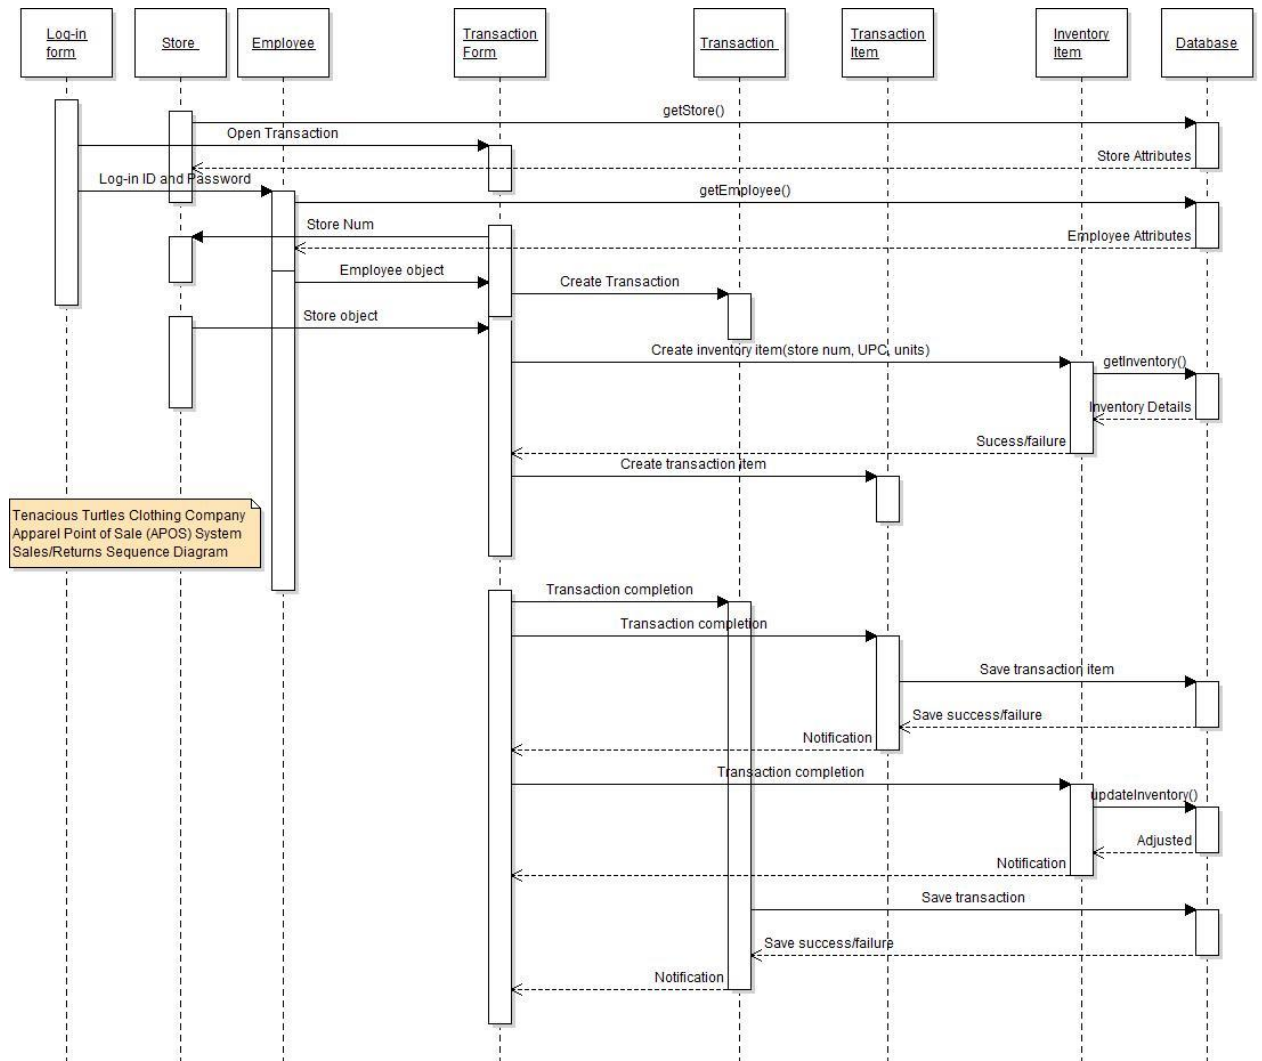 Log-in
form
Store
Employee
Transaction
Form
Transaction
Transaction
Item
Inventory
Item
Database
getStore()
Open Transaction
Store Attributes
Log-in ID and Password
getEmployee()
Store Num
Employee Attributes
Employee object
Create Transaction
Store object
Create inventory item(store num, UPC, units)
getInventory()
Inventory Details
Sucess/failure
Create transaction item
Tenacious Turtles Clothing Company
Apparel Point of Sale (APOS) System
Sales/Returns Sequence Diagram
Transaction completion
Transaction completion
Save transaction item
Save success/failure
Notification
Transaction completion
updateInventory()
Adjusted
Notification
Save transaction
Save success/failure
Notification